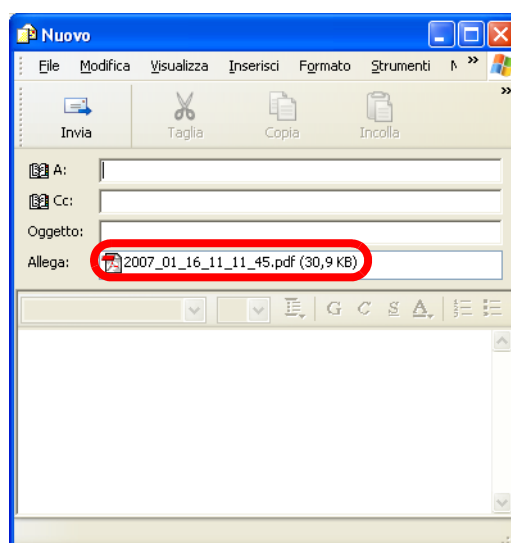 Nuovo
File Modifica Visualizza Inserisci Formato Strumenti »
»
Invia Taglia Copia Incolla
A:
Cc:
Oggetto:
Allega: 2007_01_16_11_11_45.pdf (30,9 KB)
G C S A